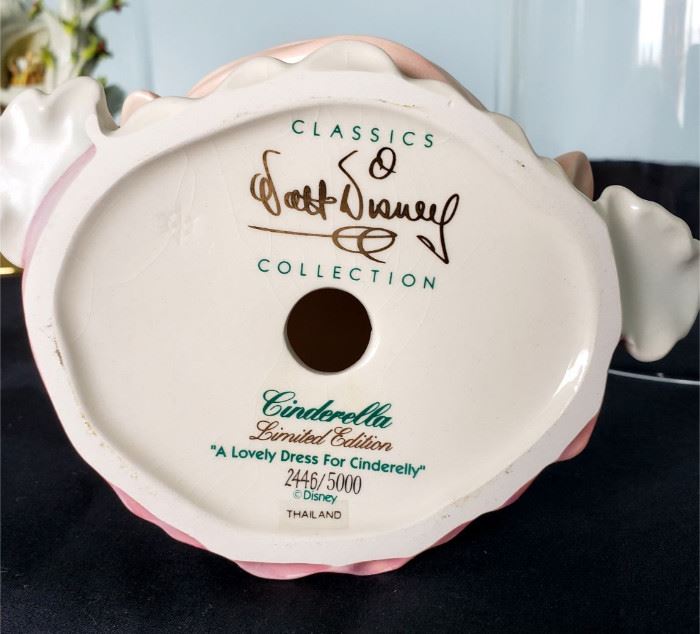 CLASSICS
Walt Disney
COLLECTION
Cinderella
Limited Edition
"A Lovely Dress For Cinderelly"
2446/5000
©Disney
THAILAND